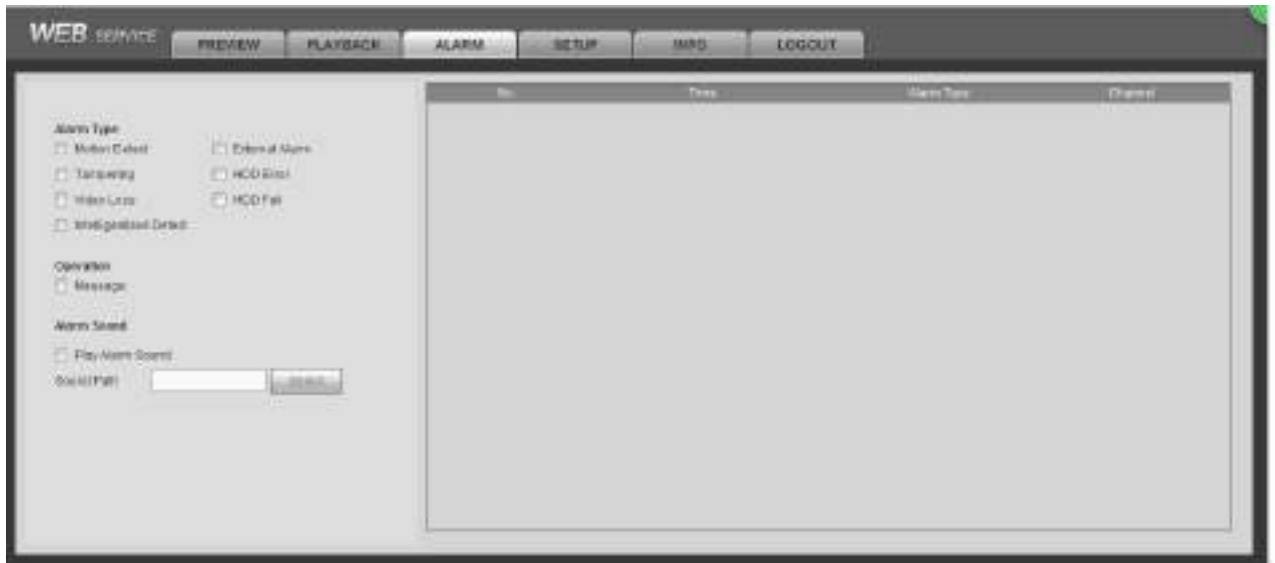 WEB SERVICE
PREVIEW PLAYBACK ALARM SETUP INFO LOGOUT
No. Time Alarm Type Channel
Alarm Type
Motion Detect External Alarm
Tampering HDD Error
Video Loss HDD Full
Detect
Operation
Message
Alarm Sound
Play Alarm Sound
Sound Path